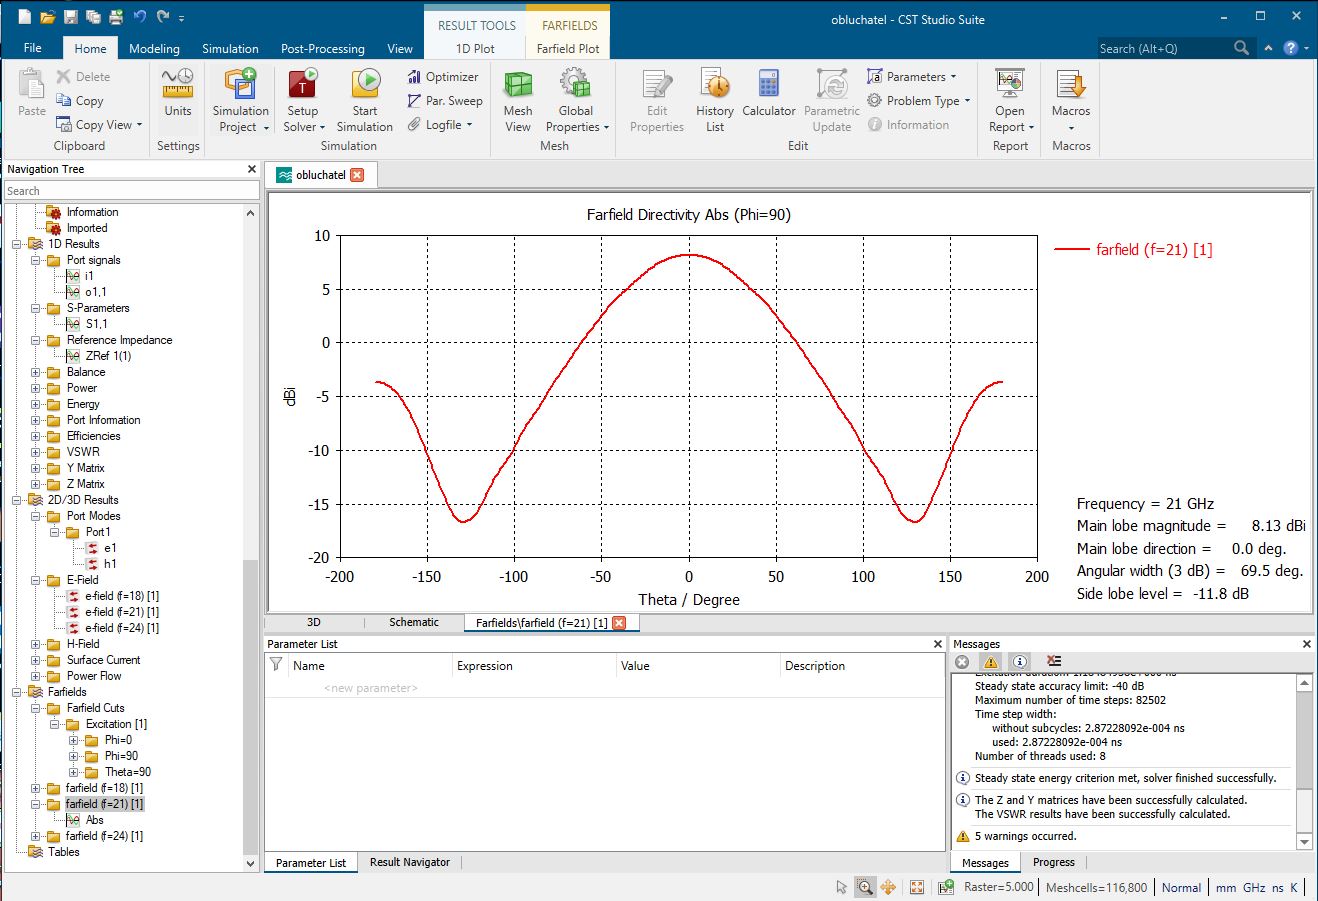 obluchatel - CST Studio Suite
RESULT TOOLS FARFIELDS
File Home Modeling Simulation Post-Processing View 1D Plot Farfield Plot Search (Alt+Q)
Paste
Delete
Copy
Copy View
Clipboard
Units
Settings
Simulation Project
Setup Solver
Start Simulation
Optimizer
Par. Sweep
Logfile
Simulation
Mesh View
Global Properties
Mesh
Edit Properties
History List
Calculator
Parametric Update
Parameters
Problem Type
Information
Edit
Open Report
Report
Macros
Macros
Navigation Tree
Search
Information
Imported
1D Results
Port signals
i1
o1,1
S-Parameters
S1,1
Reference Impedance
ZRef 1(1)
Balance
Power
Energy
Port Information
Efficiencies
VSWR
Y Matrix
Z Matrix
2D/3D Results
Port Modes
Port1
e1
h1
E-Field
e-field (f=18) [1]
e-field (f=21) [1]
e-field (f=24) [1]
H-Field
Surface Current
Power Flow
Farfields
Farfield Cuts
Excitation [1]
Phi=0
Phi=90
Theta=90
farfield (f=18) [1]
farfield (f=21) [1]
Abs
farfield (f=24) [1]
Tables
obluchatel
Farfield Directivity Abs (Phi=90)
farfield (f=21) [1]
10
5
0
-5
-10
-15
-20
dBi
-200 -150 -100 -50 0 50 100 150 200
Theta / Degree
Frequency = 21 GHz
Main lobe magnitude = 8.13 dBi
Main lobe direction = 0.0 deg.
Angular width (3 dB) = 69.5 deg.
Side lobe level = -11.8 dB
3D Schematic Farfields\farfield (f=21) [1]
Parameter List
Name Expression Value Description
<new parameter>
Parameter List Result Navigator
Messages
Steady state accuracy limit: -40 dB
Maximum number of time steps: 82502
Time step width:
without subcycles: 2.87228092e-004 ns
used: 2.87228092e-004 ns
Number of threads used: 8
Steady state energy criterion met, solver finished successfully.
The Z and Y matrices have been successfully calculated.
The VSWR results have been successfully calculated.
5 warnings occurred.
Messages Progress
Raster=5.000 Meshcells=116,800 Normal mm GHz ns K